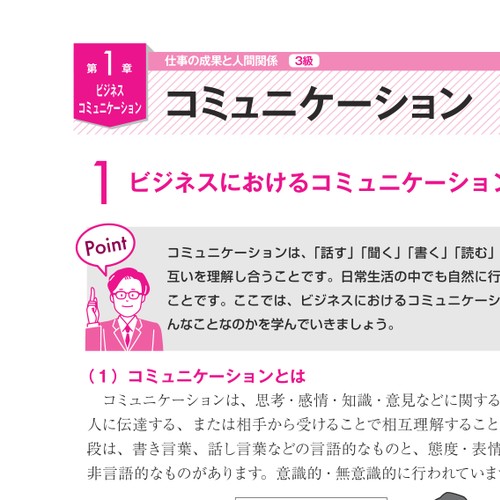 第1章
ビジネス
コミュニケーション
仕事の成果と人間関係 3級
コミュニケーション
1 ビジネスにおけるコミュニケーション
Point
コミュニケーションは、「話す」「聞く」「書く」「読む」
互いを理解し合うことです。日常生活の中でも自然に行
ことです。ここでは、ビジネスにおけるコミュニケーシ
んなことなのかを学んでいきましょう。
（1）コミュニケーションとは
コミュニケーションは、思考・感情・知識・意見などに関する
人に伝達する、または相手から受けることで相互理解すること
段は、書き言葉、話し言葉などの言語的なものと、態度・表情
非言語的なものがあります。意識的・無意識的に行われていま